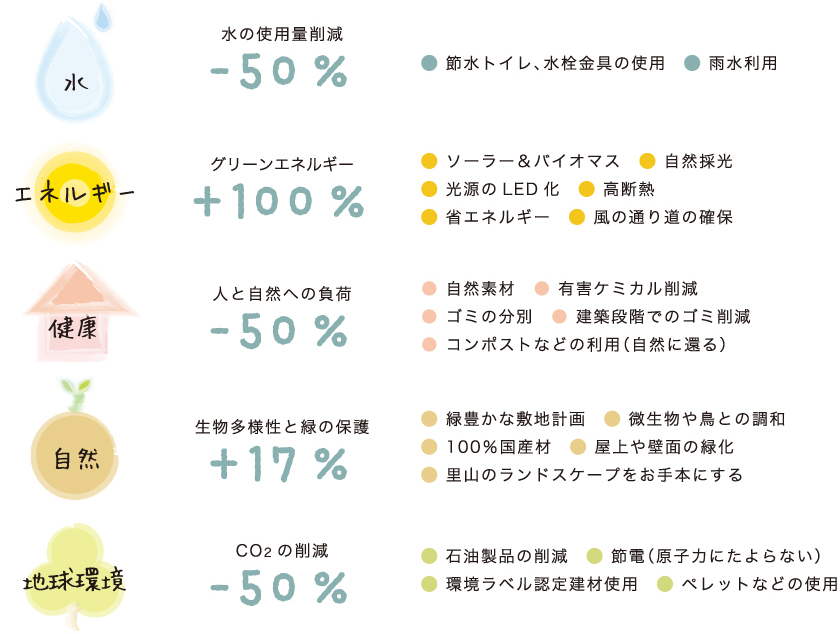 水
水の使用量削減
-50%
● 節水トイレ、水栓金具の使用 ● 雨水利用
エネルギー
グリーンエネルギー
+100%
● ソーラー&バイオマス ● 自然採光
● 光源のLED化 ● 高断熱
● 省エネルギー ● 風の通り道の確保
健康
人と自然への負荷
-50%
● 自然素材 ● 有害ケミカル削減
● ゴミの分別 ● 建築段階でのゴミ削減
● コンポストなどの利用(自然に還る)
自然
生物多様性と緑の保護
+17%
● 緑豊かな敷地計画 ● 微生物や鳥との調和
● 100%国産材 ● 屋上や壁面の緑化
● 里山のランドスケープをお手本にする
地球環境
CO₂の削減
-50%
● 石油製品の削減 ● 節電(原子力にたよらない)
● 環境ラベル認定建材使用 ● ペレットなどの使用